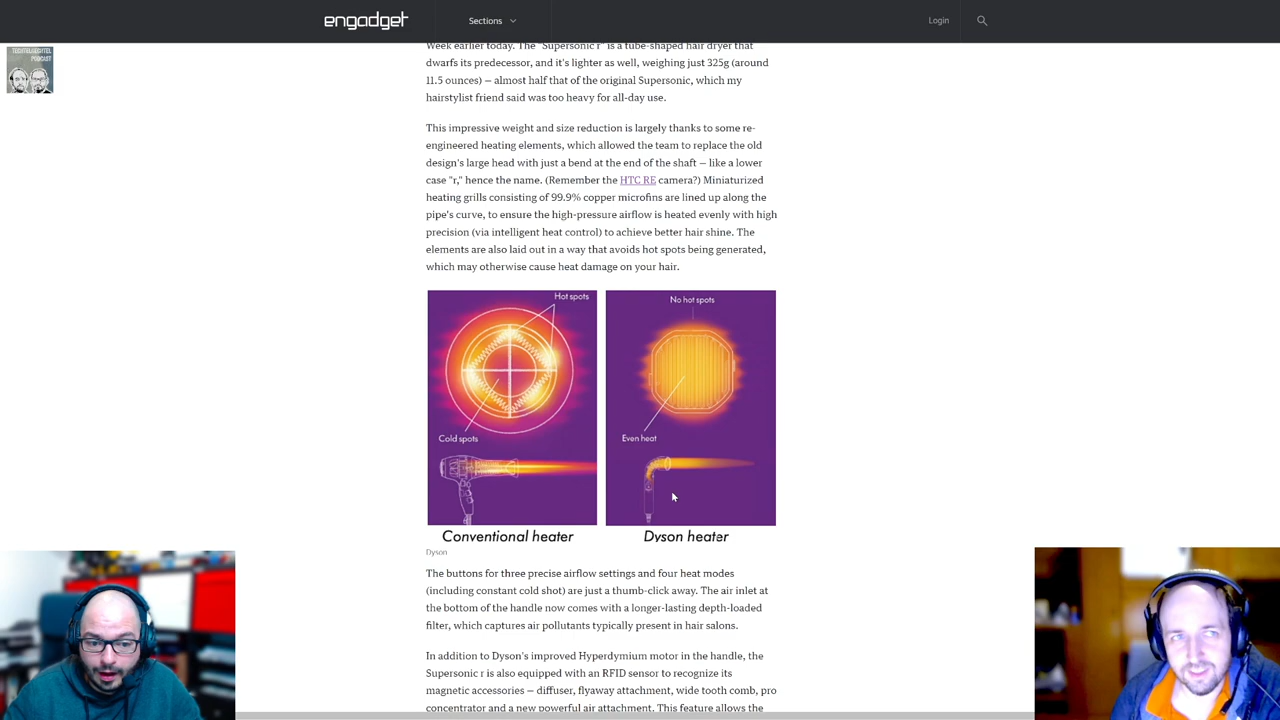 engadget
Sections
Login
TECHTELMECHTEL
PODCAST
Week earlier today. The "Supersonic r" is a tube-shaped hair dryer that
dwarfs its predecessor, and it's lighter as well, weighing just 325g (around
11.5 ounces) — almost half that of the original Supersonic, which my
hairstylist friend said was too heavy for all-day use.
This impressive weight and size reduction is largely thanks to some re-
engineered heating elements, which allowed the team to replace the old
design's large head with just a bend at the end of the shaft — like a lower
case "r," hence the name. (Remember the HTC RE camera?) Miniaturized
heating grills consisting of 99.9% copper microfins are lined up along the
pipe's curve, to ensure the high-pressure airflow is heated evenly with high
precision (via intelligent heat control) to achieve better hair shine. The
elements are also laid out in a way that avoids hot spots being generated,
which may otherwise cause heat damage on your hair.
Hot spots
Cold spots
Conventional heater
No hot spots
Even heat
Dyson heater
Dyson
The buttons for three precise airflow settings and four heat modes
(including constant cold shot) are just a thumb-click away. The air inlet at
the bottom of the handle now comes with a longer-lasting depth-loaded
filter, which captures air pollutants typically present in hair salons.
In addition to Dyson's improved Hyperdymium motor in the handle, the
Supersonic r is also equipped with an RFID sensor to recognize its
magnetic accessories — diffuser, flyaway attachment, wide tooth comb, pro
concentrator and a new powerful air attachment. This feature allows the